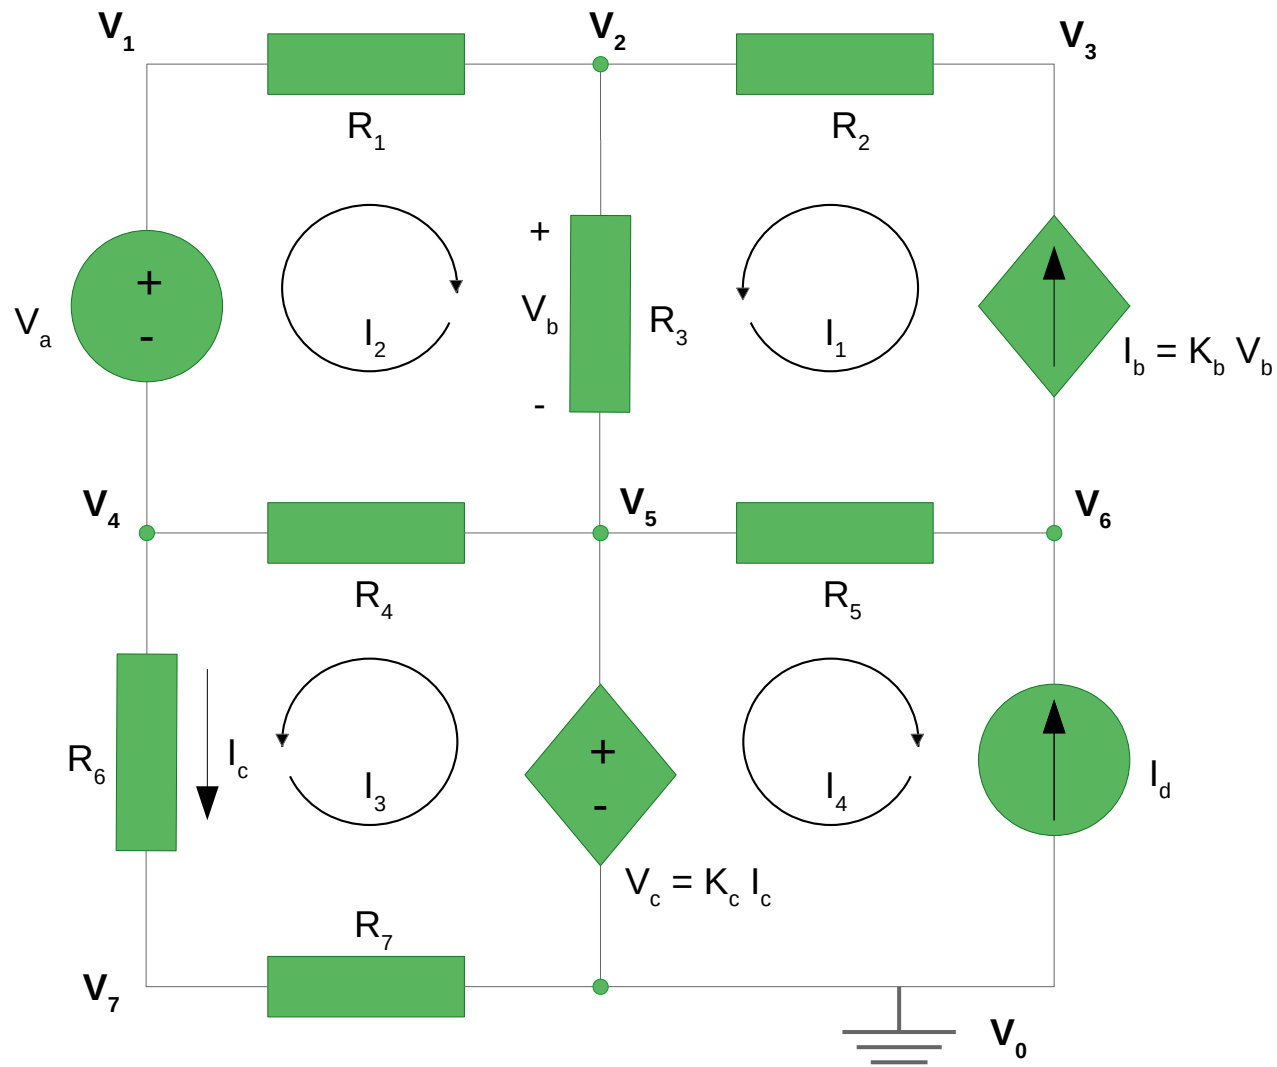 V1
V2
V3
R1
R2
+
Vb
-
R3
+
-
Va
I2
I1
Ib = Kb Vb
V4
V5
V6
R4
R5
R6
Ic
I3
+
-
I4
Id
Vc = Kc Ic
R7
V7
V0